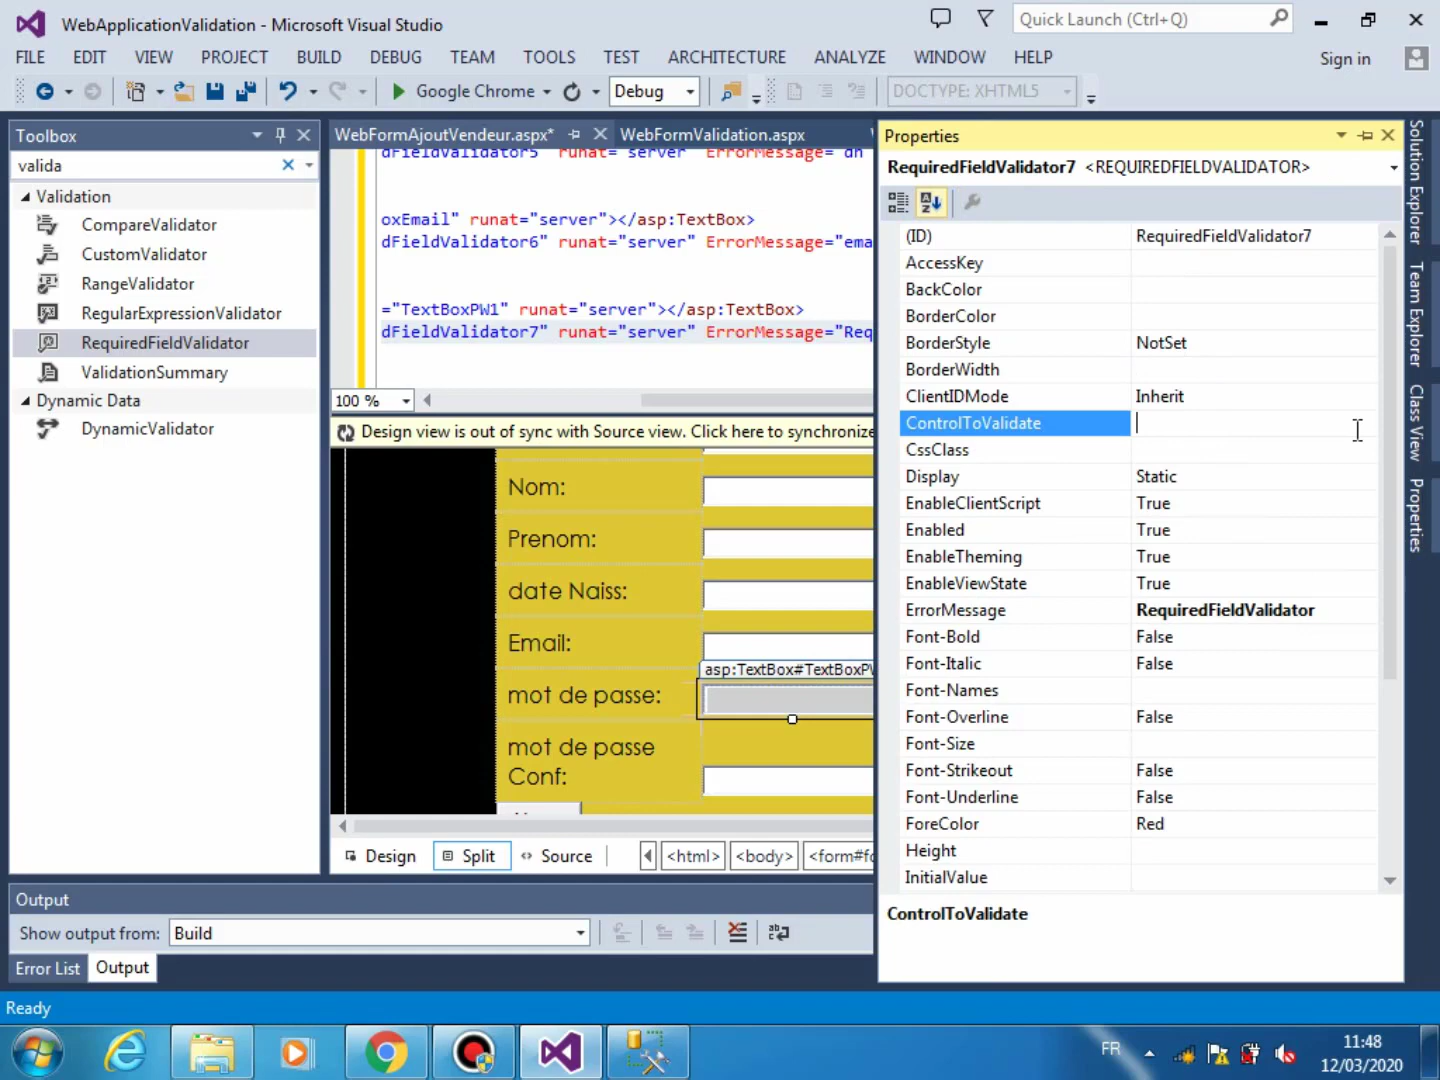 WebApplicationValidation - Microsoft Visual Studio
Quick Launch (Ctrl+Q)
FILE EDIT VIEW PROJECT BUILD DEBUG TEAM TOOLS TEST ARCHITECTURE ANALYZE WINDOW HELP
Sign in
Google Chrome
Debug
DOCTYPE: XHTML5
Toolbox
valida
Validation
CompareValidator
CustomValidator
RangeValidator
RegularExpressionValidator
RequiredFieldValidator
ValidationSummary
Dynamic Data
DynamicValidator
WebFormAjoutVendeur.aspx*
WebFormValidation.aspx
dFieldValidator5" runat="server" ErrorMessage="dn
oxEmail" runat="server"></asp:TextBox>
dFieldValidator6" runat="server" ErrorMessage="ema
="TextBoxPW1" runat="server"></asp:TextBox>
dFieldValidator7" runat="server" ErrorMessage="Req
100 %
Design view is out of sync with Source view. Click here to synchronize
Nom:
Prenom:
date Naiss:
Email:
asp:TextBox#TextBoxPW
mot de passe:
mot de passe
Conf:
Design
Split
Source
<html>
<body>
<form#fo
Output
Show output from:
Build
Error List
Output
Properties
RequiredFieldValidator7 <REQUIREDFIELDVALIDATOR>
(ID) RequiredFieldValidator7
AccessKey
BackColor
BorderColor
BorderStyle NotSet
BorderWidth
ClientIDMode Inherit
ControlToValidate
CssClass
Display Static
EnableClientScript True
Enabled True
EnableTheming True
EnableViewState True
ErrorMessage RequiredFieldValidator
Font-Bold False
Font-Italic False
Font-Names
Font-Overline False
Font-Size
Font-Strikeout False
Font-Underline False
ForeColor Red
Height
InitialValue
ControlToValidate
Solution Explorer
Team Explorer
Class View
Properties
Ready
FR
11:48
12/03/2020